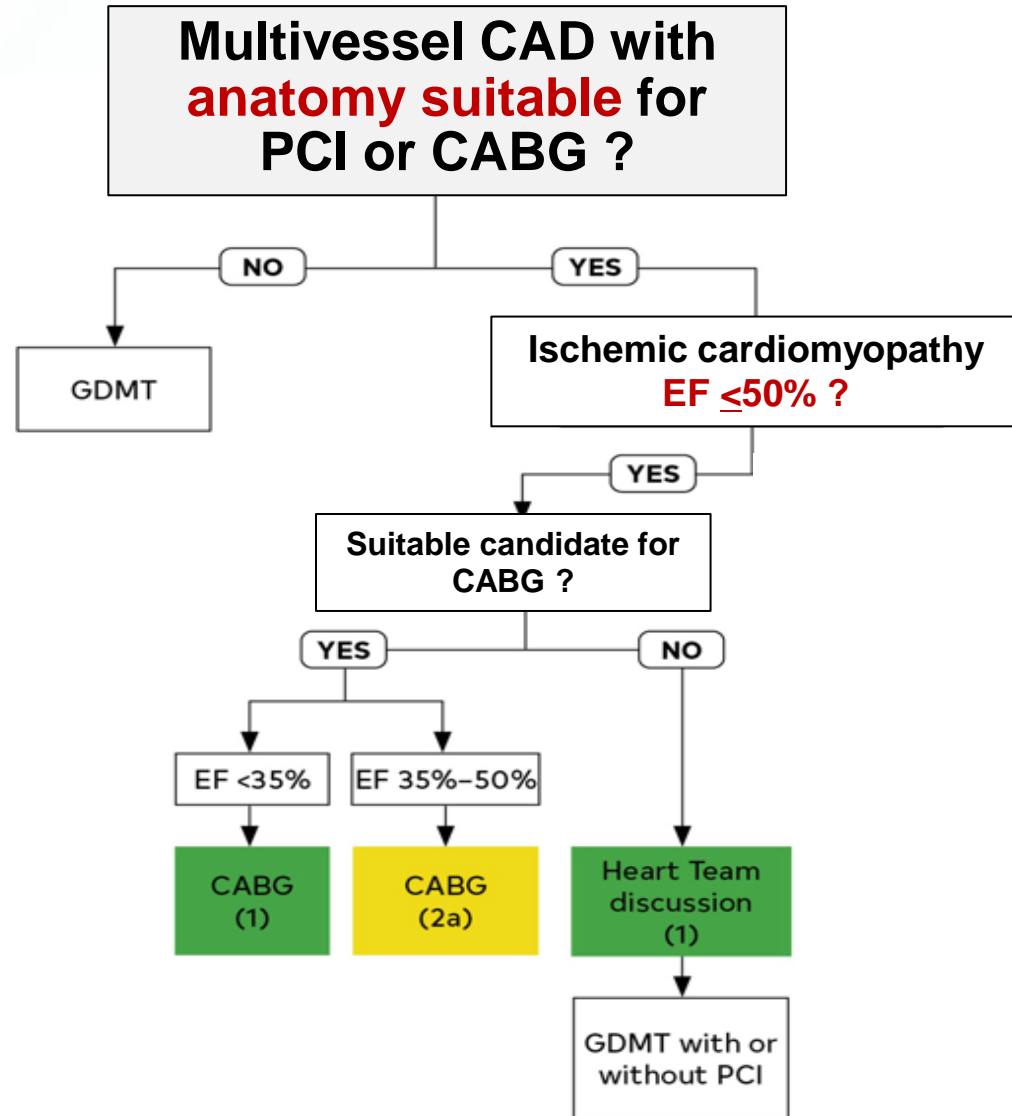 Multivessel CAD with
anatomy suitable for
PCI or CABG ?
NO
YES
GDMT
Ischemic cardiomyopathy
EF ≤50% ?
YES
Suitable candidate for
CABG ?
YES
NO
EF <35%
EF 35%–50%
CABG
(1)
CABG
(2a)
Heart Team
discussion
(1)
GDMT with or
without PCI